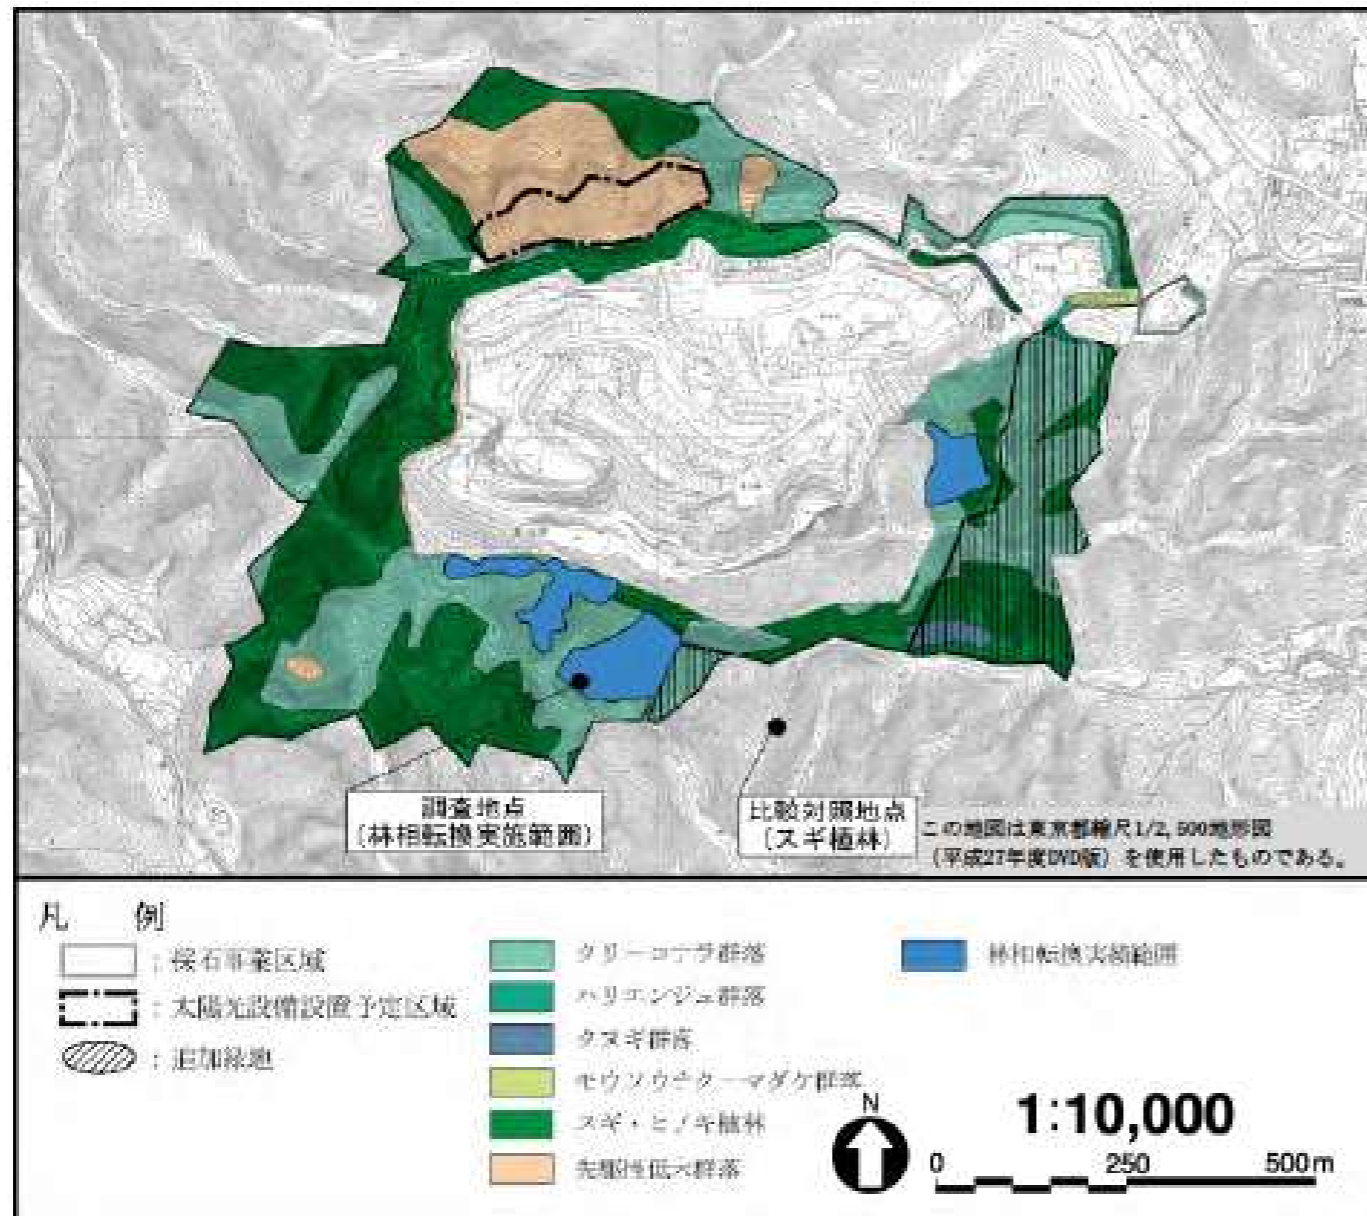 調査地点
(林相転換実施範囲)
比較対照地点
(スギ植林)
この地図は東京都縮尺1/2,500地形図
(平成27年度DVD版)を使用したものである。
凡 例
:採石事業区域
:太陽光設備設置予定区域
:追加緑地
クリーコナラ群落
ハリエンジュ群落
クヌギ群落
モウソウチクーマダケ群落
スギ・ヒノキ植林
先駆性低木群落
林相転換実施範囲
N
1:10,000
0 250 500m